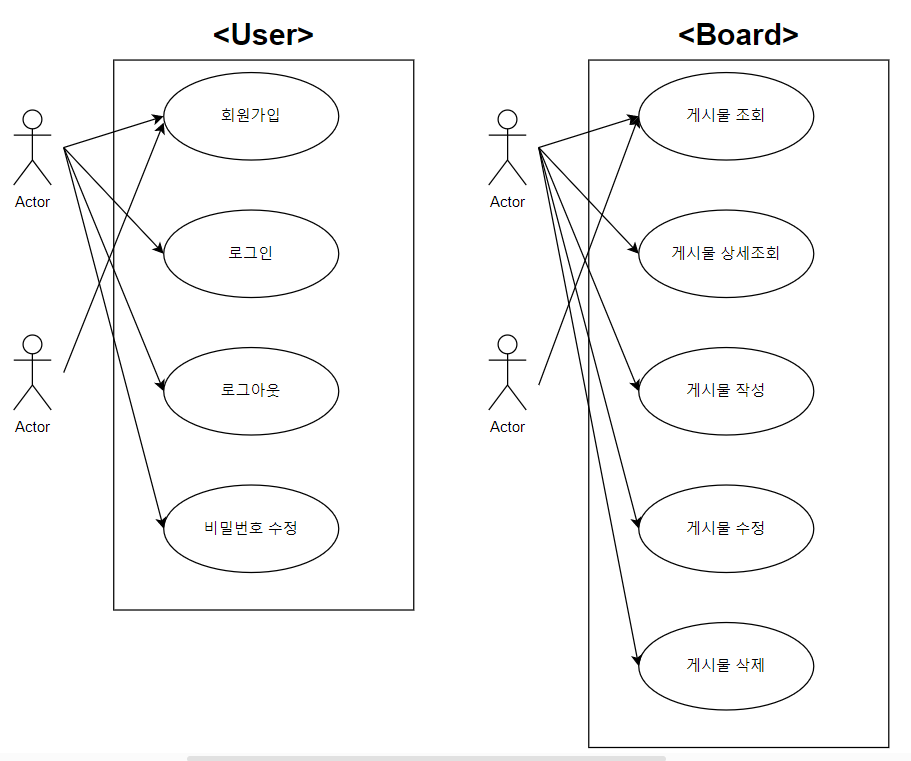 <User>
회원가입
Actor
로그인
Actor
로그아웃
비밀번호 수정
<Board>
게시물 조회
Actor
게시물 상세조회
Actor
게시물 작성
게시물 수정
게시물 삭제